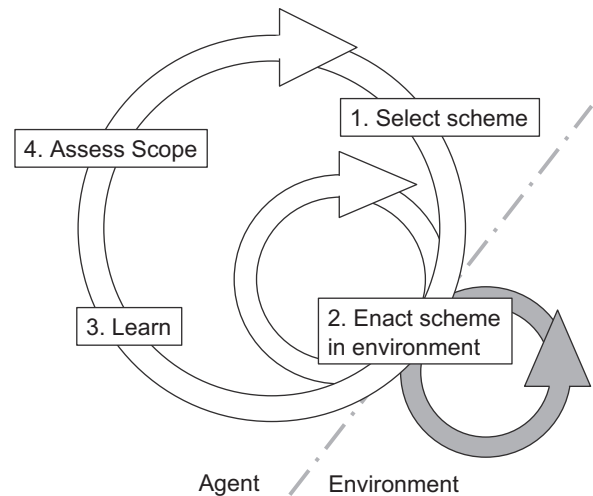 1. Select scheme
4. Assess Scope
3. Learn
2. Enact scheme
in environment
Agent
Environment